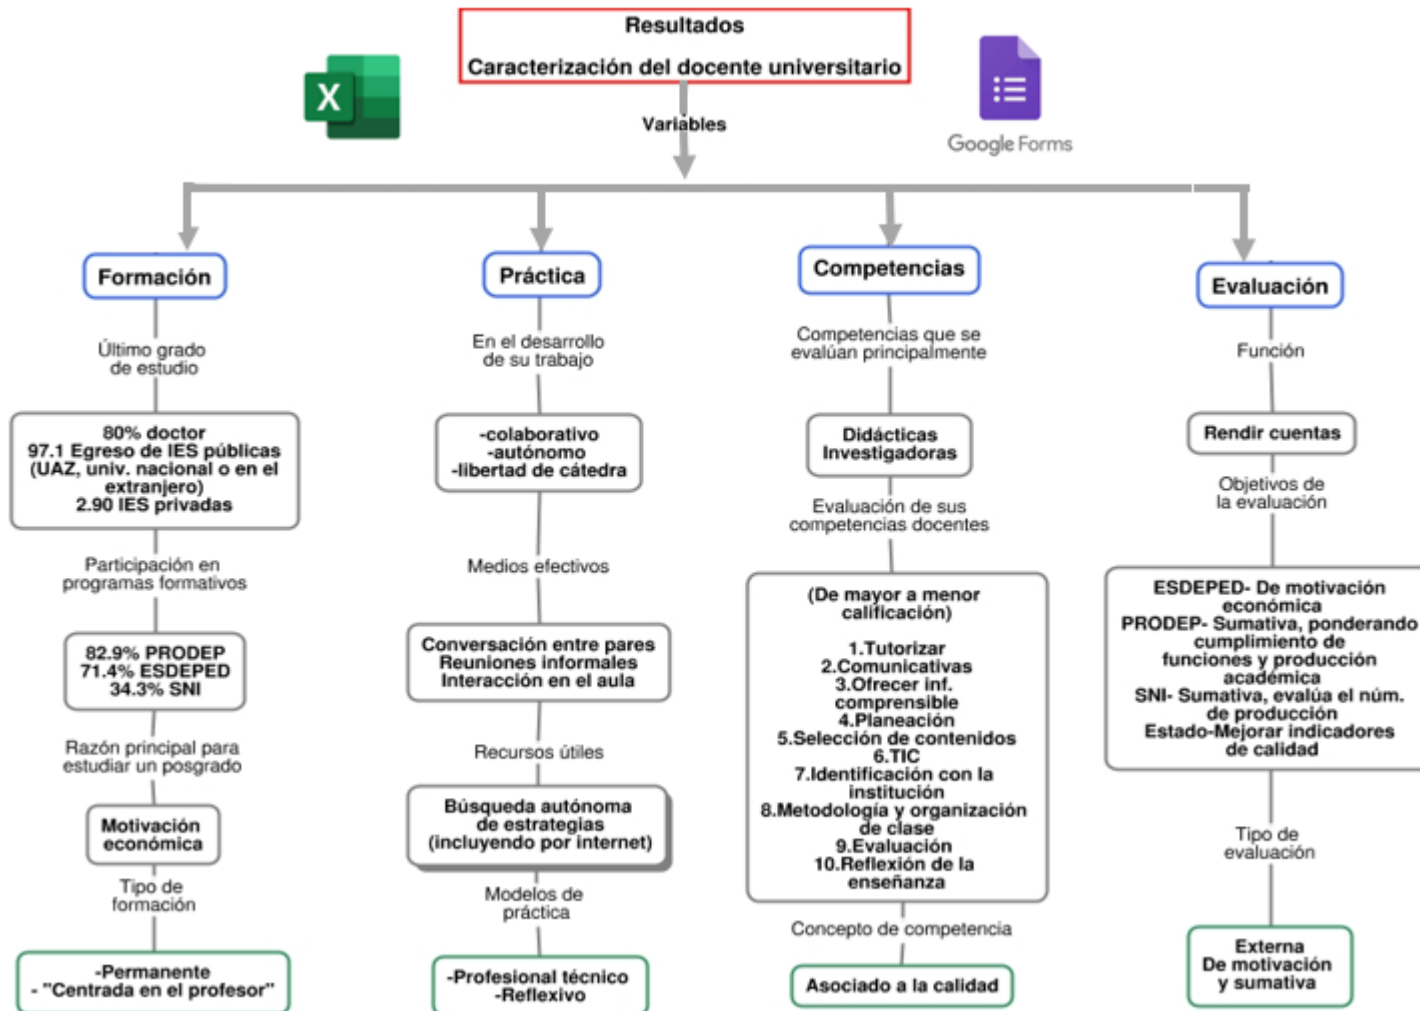 Resultados
Caracterización del docente universitario
X
Google Forms
Variables
Formación
Último grado
de estudio
80% doctor
97.1 Egreso de IES públicas
(UAZ, univ. nacional o en el
extranjero)
2.90 IES privadas
Participación en
programas formativos
82.9% PRODEP
71.4% ESDEPED
34.3% SNI
Razón principal para
estudiar un posgrado
Motivación
económica
Tipo de
formación
-Permanente
- "Centrada en el profesor"
Práctica
En el desarrollo
de su trabajo
-colaborativo
-autónomo
-libertad de cátedra
Medios efectivos
Conversación entre pares
Reuniones informales
Interacción en el aula
Recursos útiles
Búsqueda autónoma
de estrategias
(incluyendo por internet)
Modelos de
práctica
-Profesional técnico
-Reflexivo
Competencias
Competencias que se
evalúan principalmente
Didácticas
Investigadoras
Evaluación de sus
competencias docentes
(De mayor a menor
calificación)
1.Tutorizar
2.Comunicativas
3.Ofrecer inf.
comprensible
4.Planeación
5.Selección de contenidos
6.TIC
7.Identificación con la
institución
8.Metodología y organización
de clase
9.Evaluación
10.Reflexión de la
enseñanza
Concepto de competencia
Asociado a la calidad
Evaluación
Función
Rendir cuentas
Objetivos de
la evaluación
ESDEPED- De motivación
económica
PRODEP- Sumativa, ponderando
cumplimiento de
funciones y producción
académica
SNI- Sumativa, evalúa el núm.
de producción
Estado-Mejorar indicadores
de calidad
Tipo de
evaluación
Externa
De motivación
y sumativa